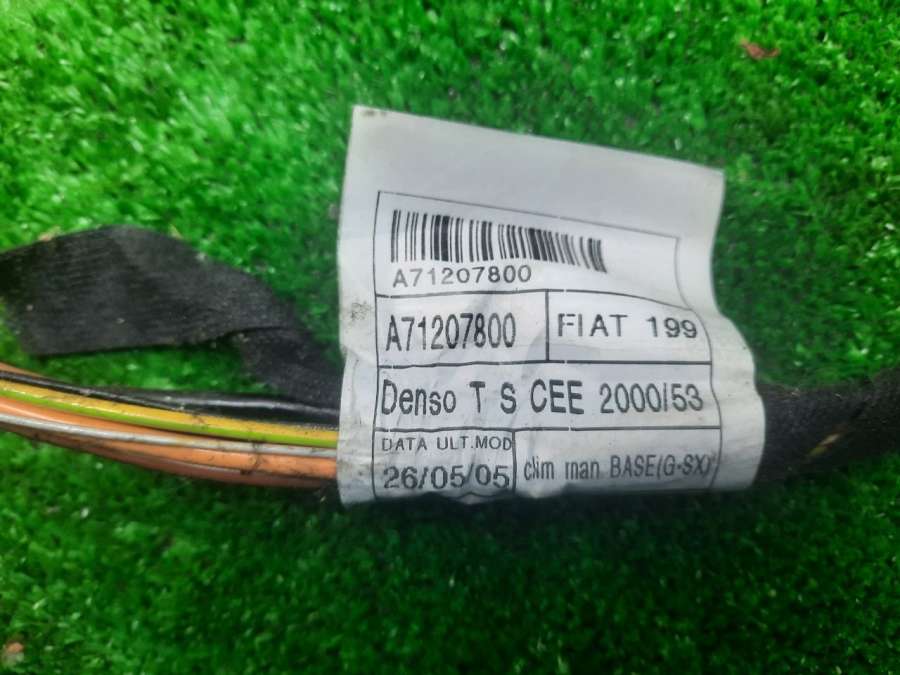 A71207800
A71207800 FIAT 199
Denso T S CEE 2000/53
DATA ULT.MOD
26/05/05 clim man BASE(G-SX)